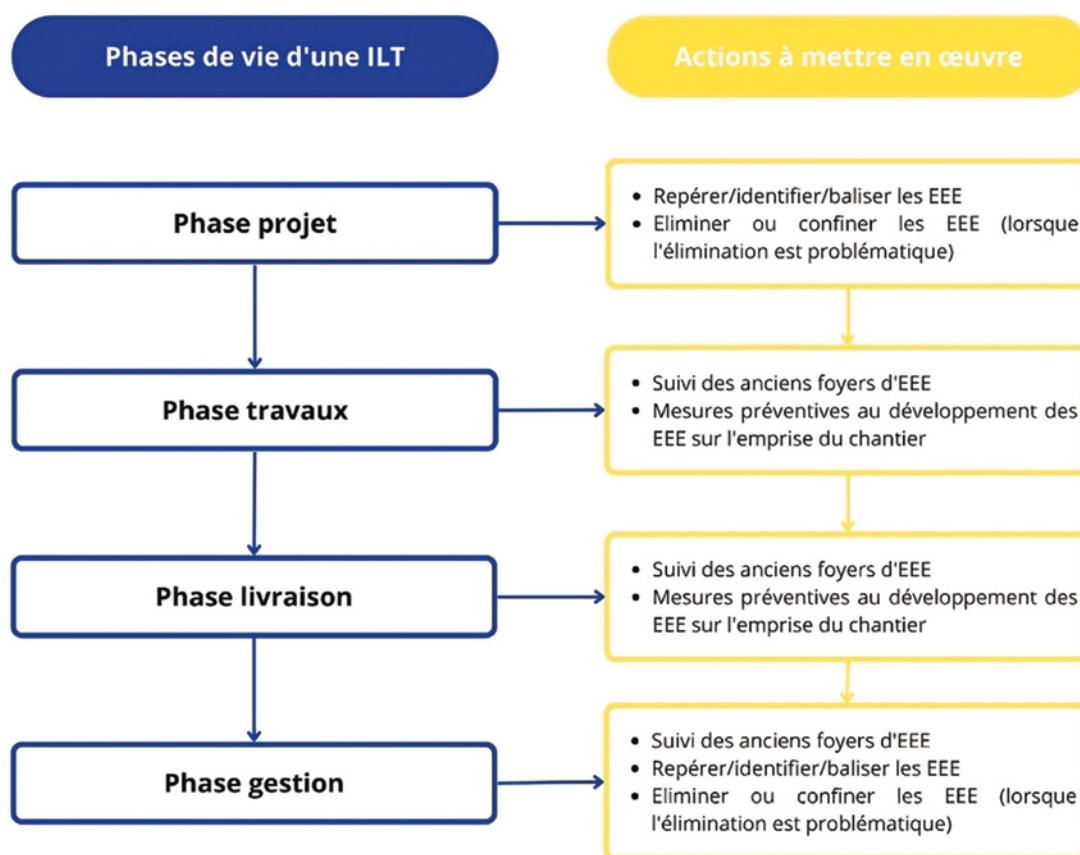 Phases de vie d'une ILT
Actions à mettre en œuvre
Phase projet
• Repérer/identifier/baliser les EEE
• Eliminer ou confiner les EEE (lorsque
l'élimination est problématique)
Phase travaux
• Suivi des anciens foyers d'EEE
• Mesures préventives au développement des
EEE sur l'emprise du chantier
Phase livraison
• Suivi des anciens foyers d'EEE
• Mesures préventives au développement des
EEE sur l'emprise du chantier
Phase gestion
• Suivi des anciens foyers d'EEE
• Repérer/identifier/baliser les EEE
• Eliminer ou confiner les EEE (lorsque
l'élimination est problématique)